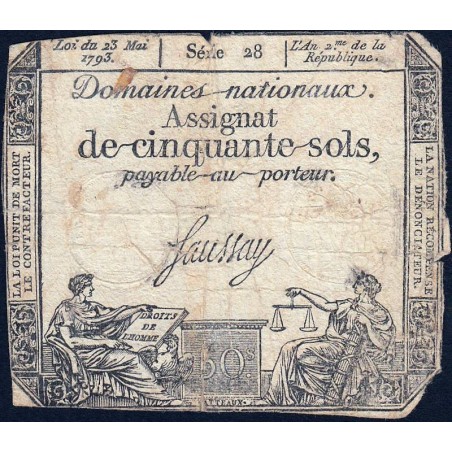 Loi du 23 Mai
1793.
Série 28
L'An 2.me de la
République.
Domaines nationaux.
Assignat
de cinquante sols,
payable au porteur.
Saussay
LA LOI PUNIT DE MORT
LE CONTREFACTEUR.
LA NATION RÉCOMPENSE
LE DÉNONCIATEUR.
DROITS
DE
L'HOMME
50s